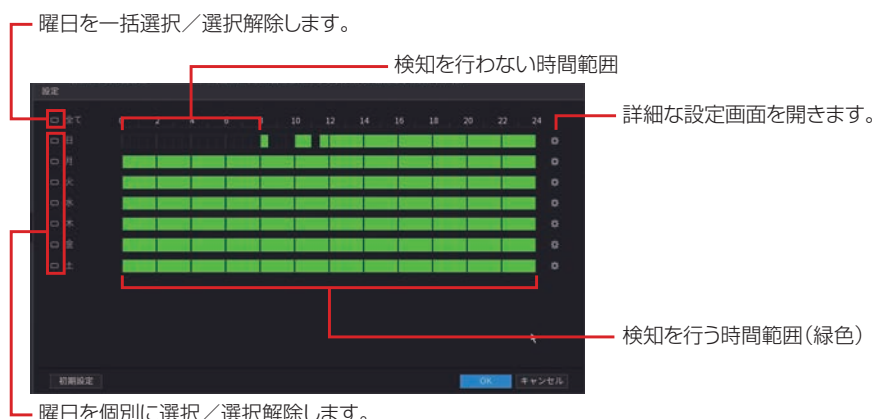 曜日を一括選択／選択解除します。
検知を行わない時間範囲
設定
全て 0 2 4 6 8 10 12 14 16 18 20 22 24
詳細な設定画面を開きます。
日
月
火
水
木
金
土
検知を行う時間範囲（緑色）
初期設定 OK キャンセル
曜日を個別に選択／選択解除します。